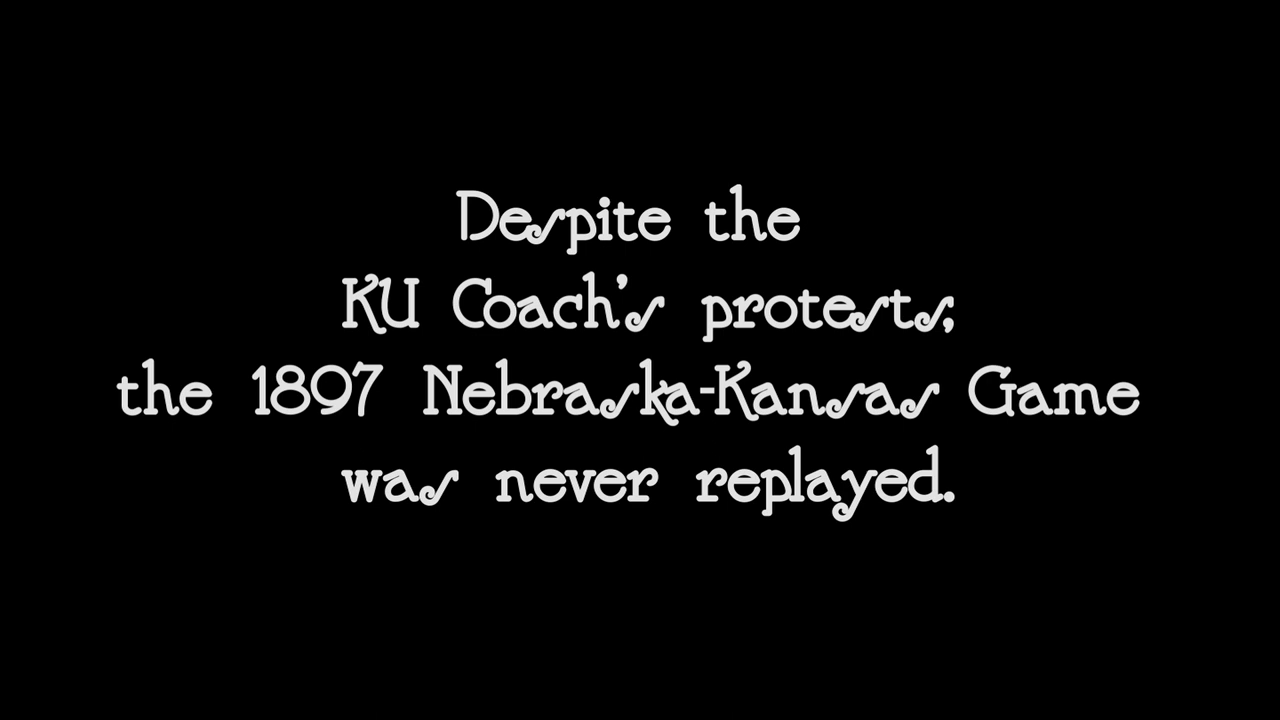 Despite the
KU Coach's protests,
the 1897 Nebraska-Kansas Game
was never replayed.